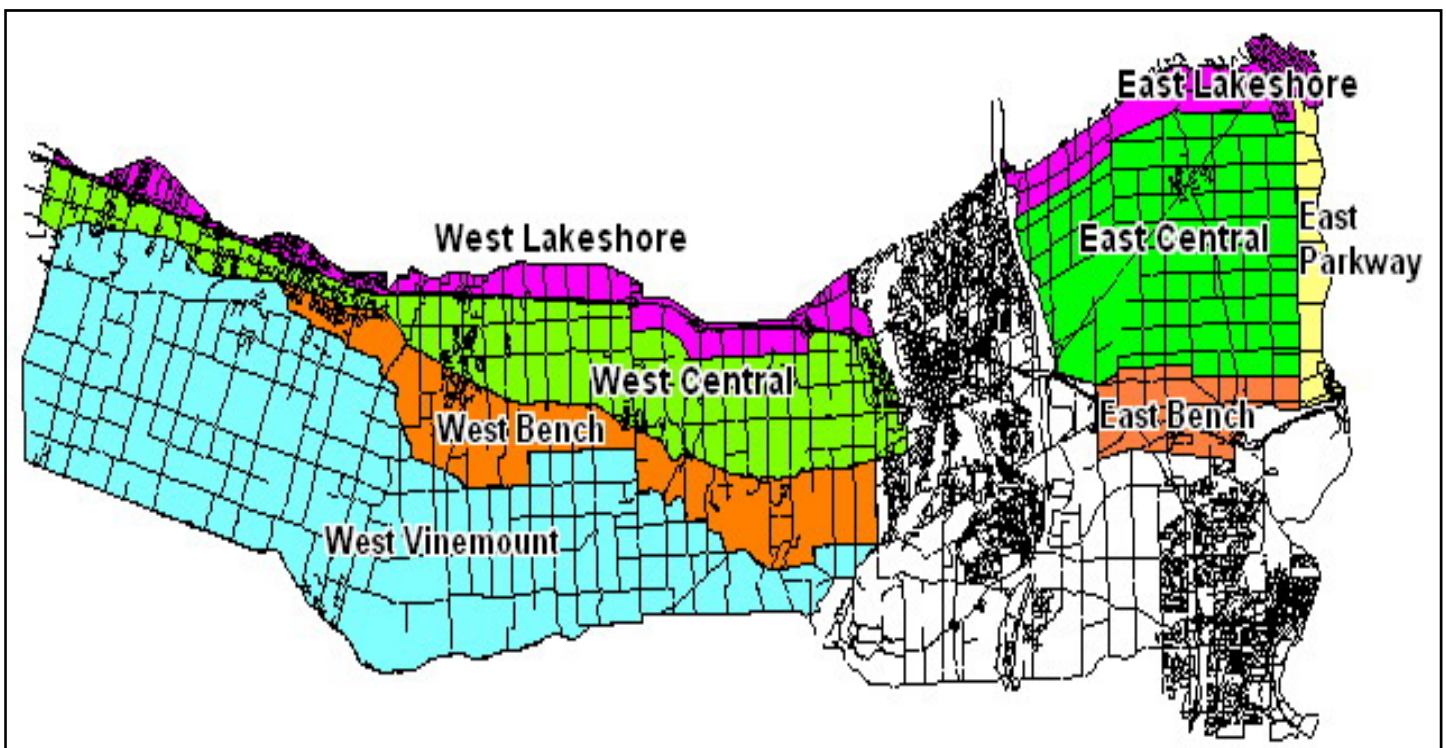 East Lakeshore
West Lakeshore
East Central
East
Parkway
West Central
West Bench
East Bench
West Vinemount